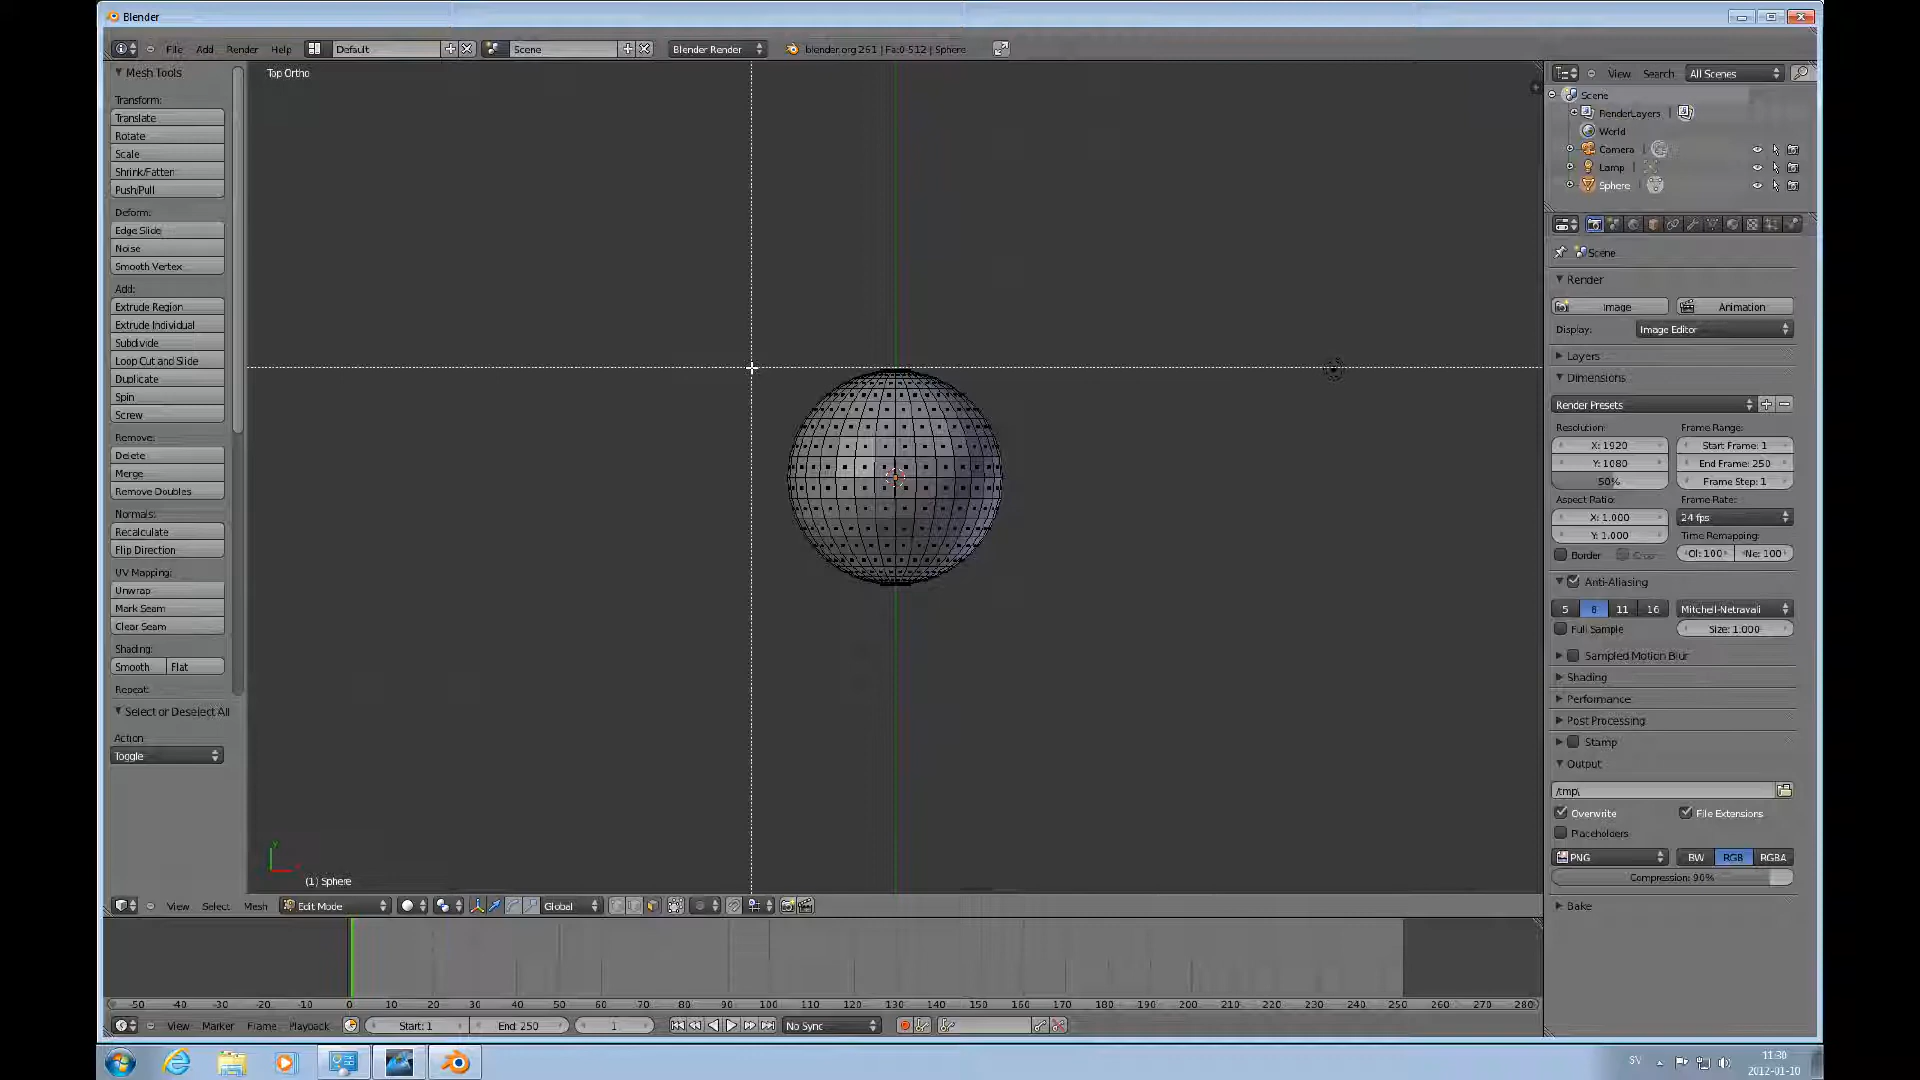 Blender
File Add Render Help Default Scene Blender Render blender.org 261 | Fa:0-512 | Sphere
Mesh Tools
Transform:
Translate
Rotate
Scale
Shrink/Fatten
Push/Pull
Deform:
Edge Slide
Noise
Smooth Vertex
Add:
Extrude Region
Extrude Individual
Subdivide
Loop Cut and Slide
Duplicate
Spin
Screw
Remove:
Delete
Merge
Remove Doubles
Normals:
Recalculate
Flip Direction
UV Mapping:
Unwrap
Mark Seam
Clear Seam
Shading:
Smooth Flat
Repeat:
Select or Deselect All
Action
Toggle
Top Ortho
Y
(1) Sphere
View Select Mesh Edit Mode Global
-50 -40 -30 -20 -10 0 10 20 30 40 50 60 70 80 90 100 110 120 130 140 150 160 170 180 190 200 210 220 230 240 250 260 270 280
View Marker Frame Playback Start: 1 End: 250 1 No Sync
View Search All Scenes
Scene
RenderLayers |
World
Camera |
Lamp |
Sphere |
Scene
Render
Image Animation
Display: Image Editor
Layers
Dimensions
Render Presets
Resolution: Frame Range:
X: 1920 Start Frame: 1
Y: 1080 End Frame: 250
50% Frame Step: 1
Aspect Ratio: Frame Rate:
X: 1.000 24 fps
Y: 1.000 Time Remapping:
Border Ol: 100 Ne: 100
Anti-Aliasing
5 8 11 16 Mitchell-Netravali
Full Sample Size: 1.000
Sampled Motion Blur
Shading
Performance
Post Processing
Stamp
Output
/tmp\
Overwrite File Extensions
Placeholders
PNG BW RGB RGBA
Compression: 90%
Bake
SV 11:30
2012-01-10